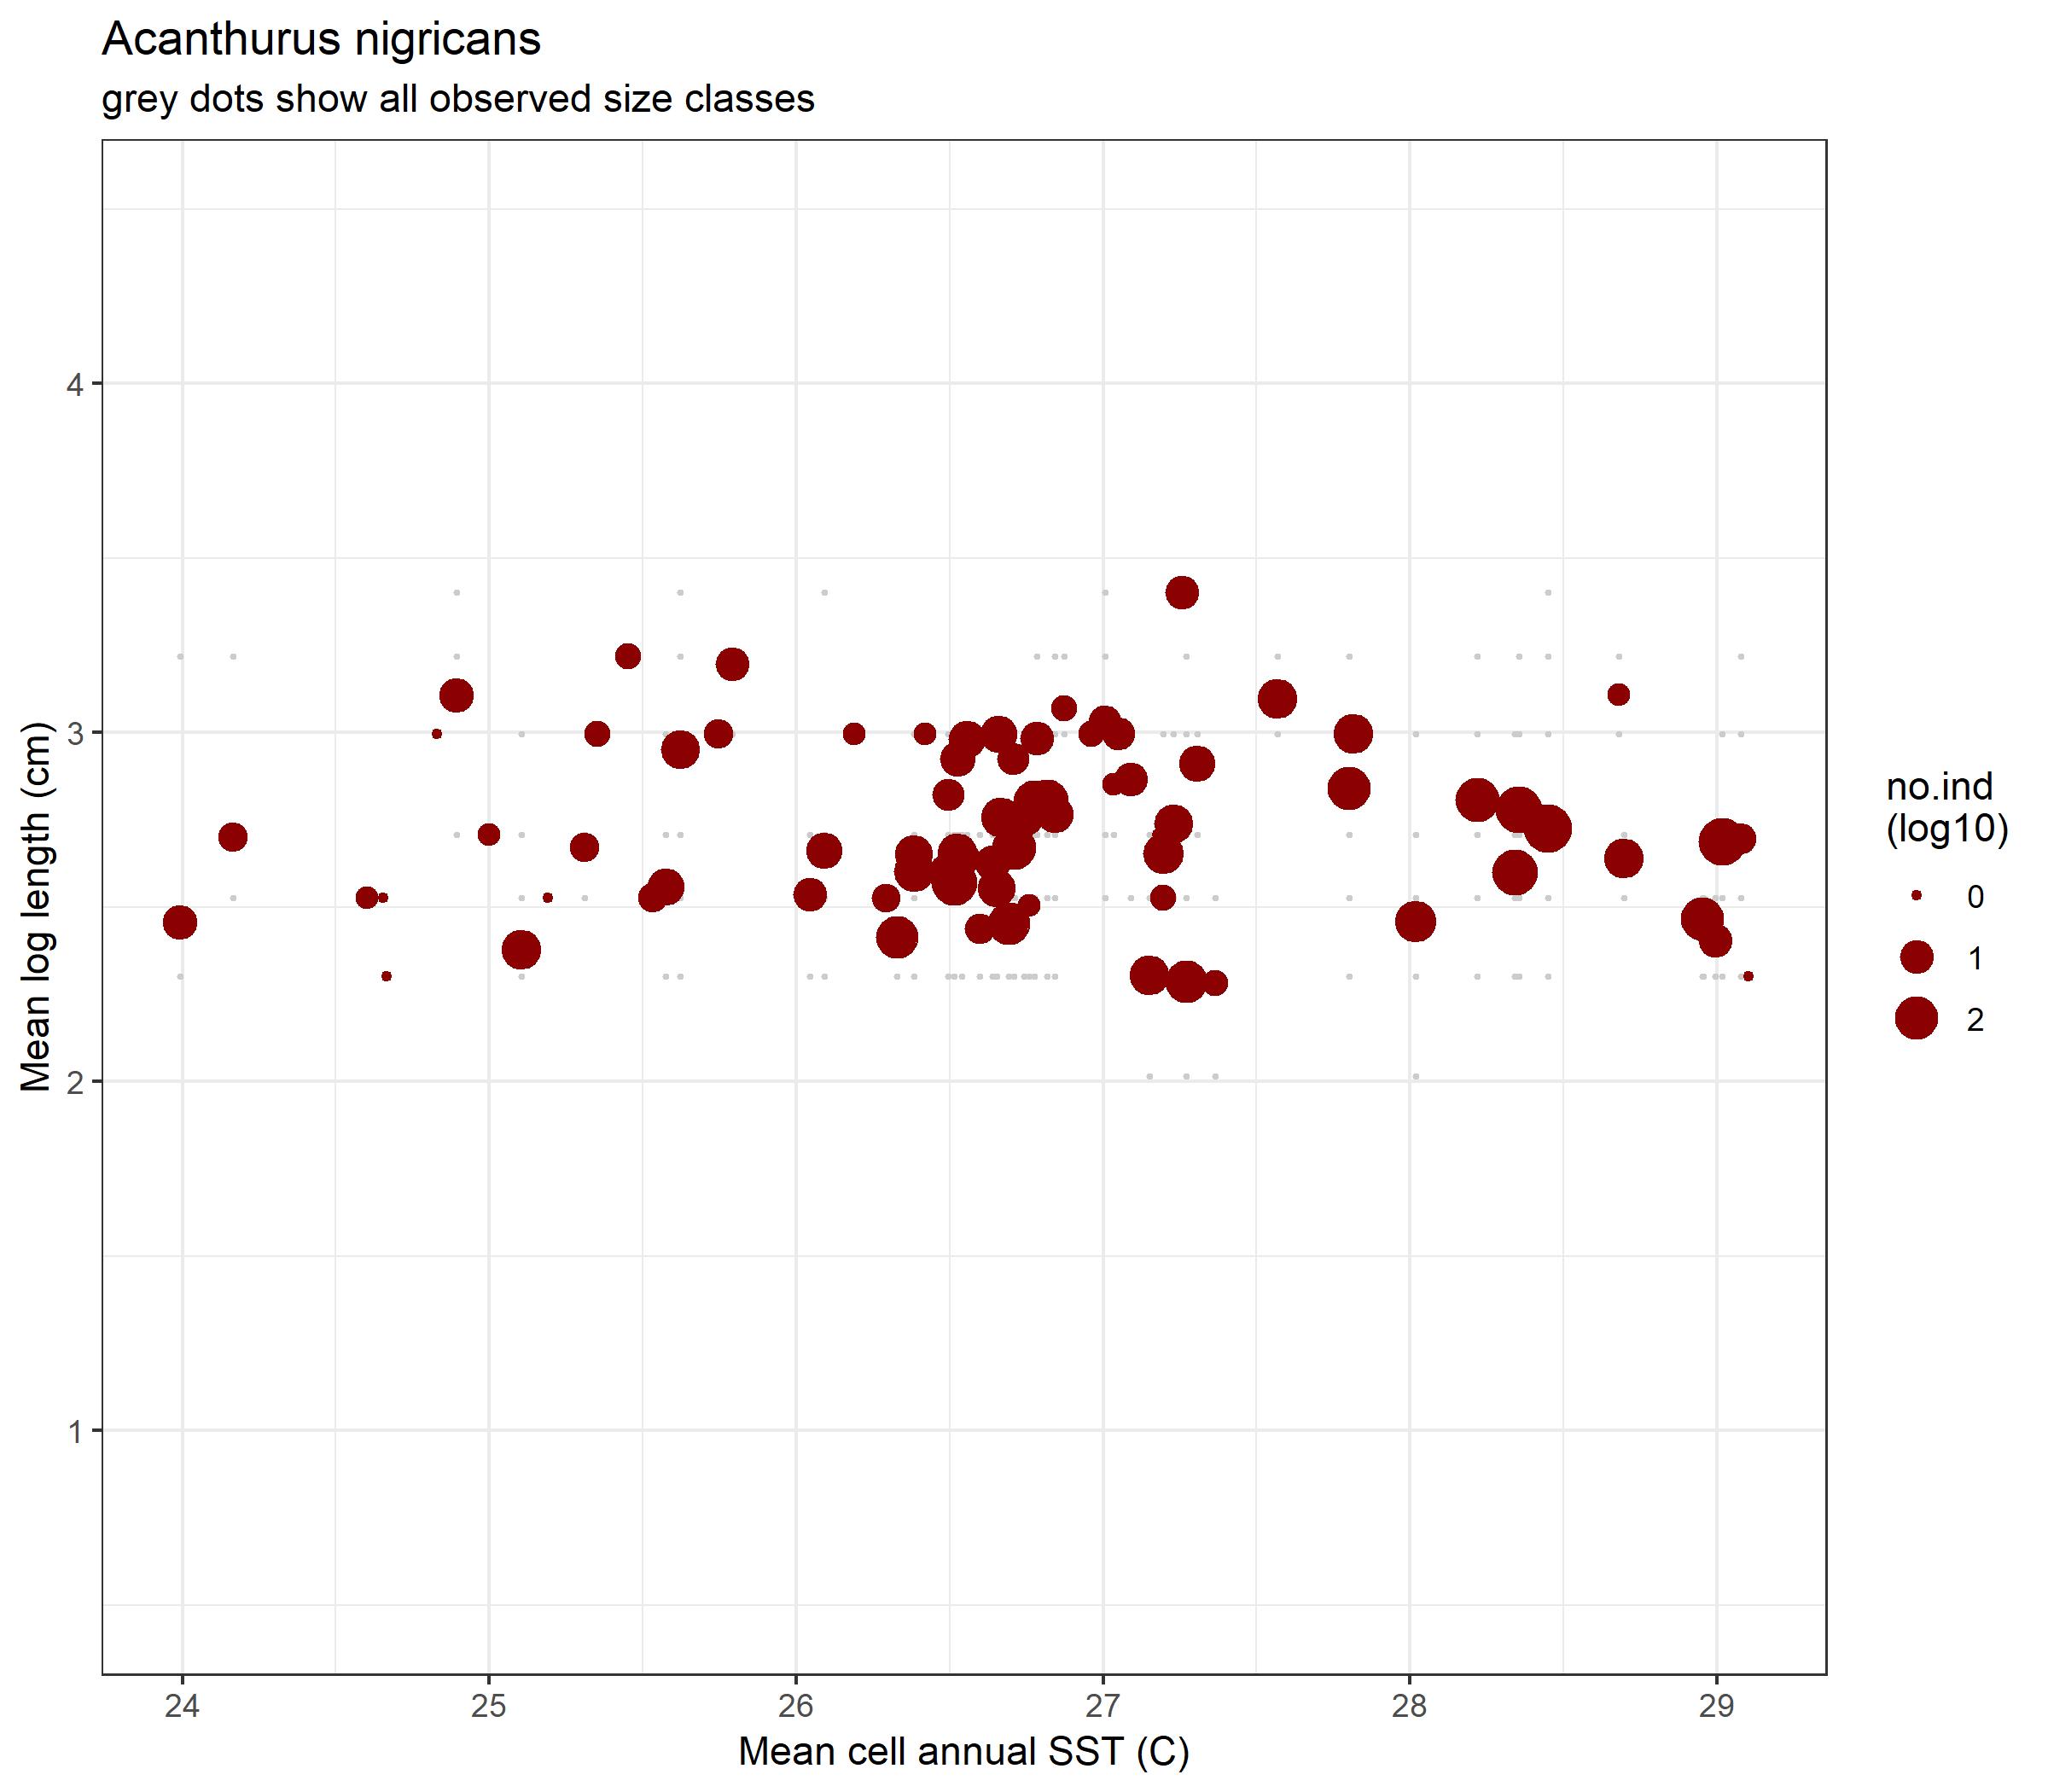 Acanthurus nigricans
grey dots show all observed size classes
Mean log length (cm)
4
3
2
1
24 25 26 27 28 29
Mean cell annual SST (C)
no.ind
(log10)
0
1
2